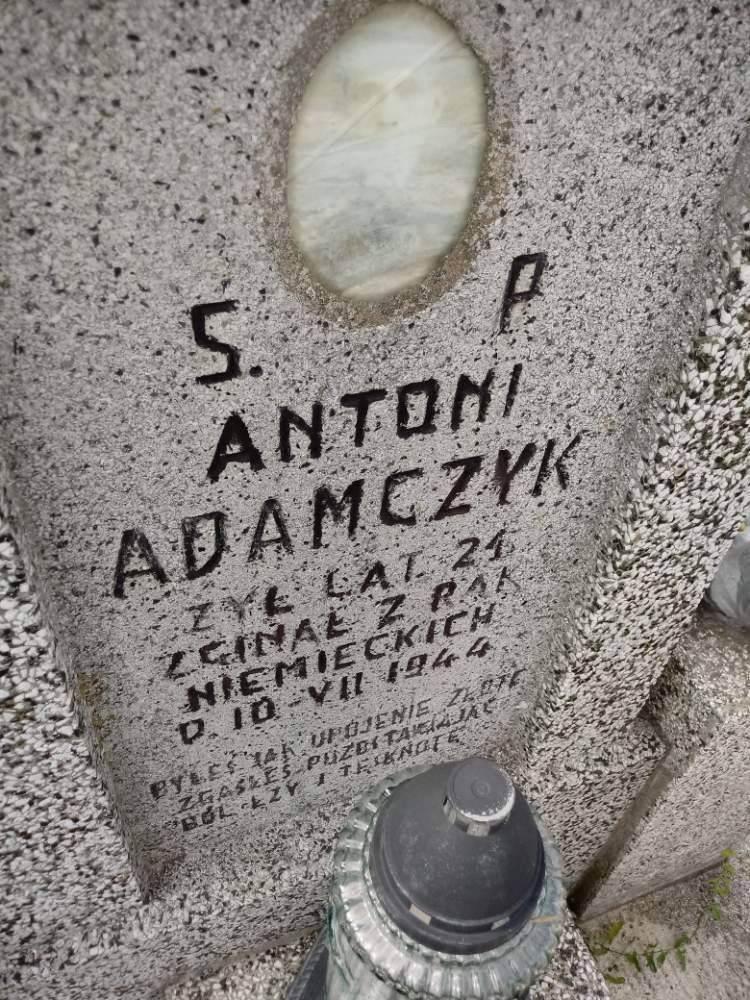 S. P
ANTONI
ADAMCZYK
ŻYŁ LAT 21
ZGINĄŁ Z RĄK
NIEMIECKICH
D 10-VII 1944
BYŁEŚ JAK UPOJENIE ZŁOTE
ZGASŁEŚ POZOSTAWIAJĄC
BÓL ŁZY I TĘSKNOTĘ